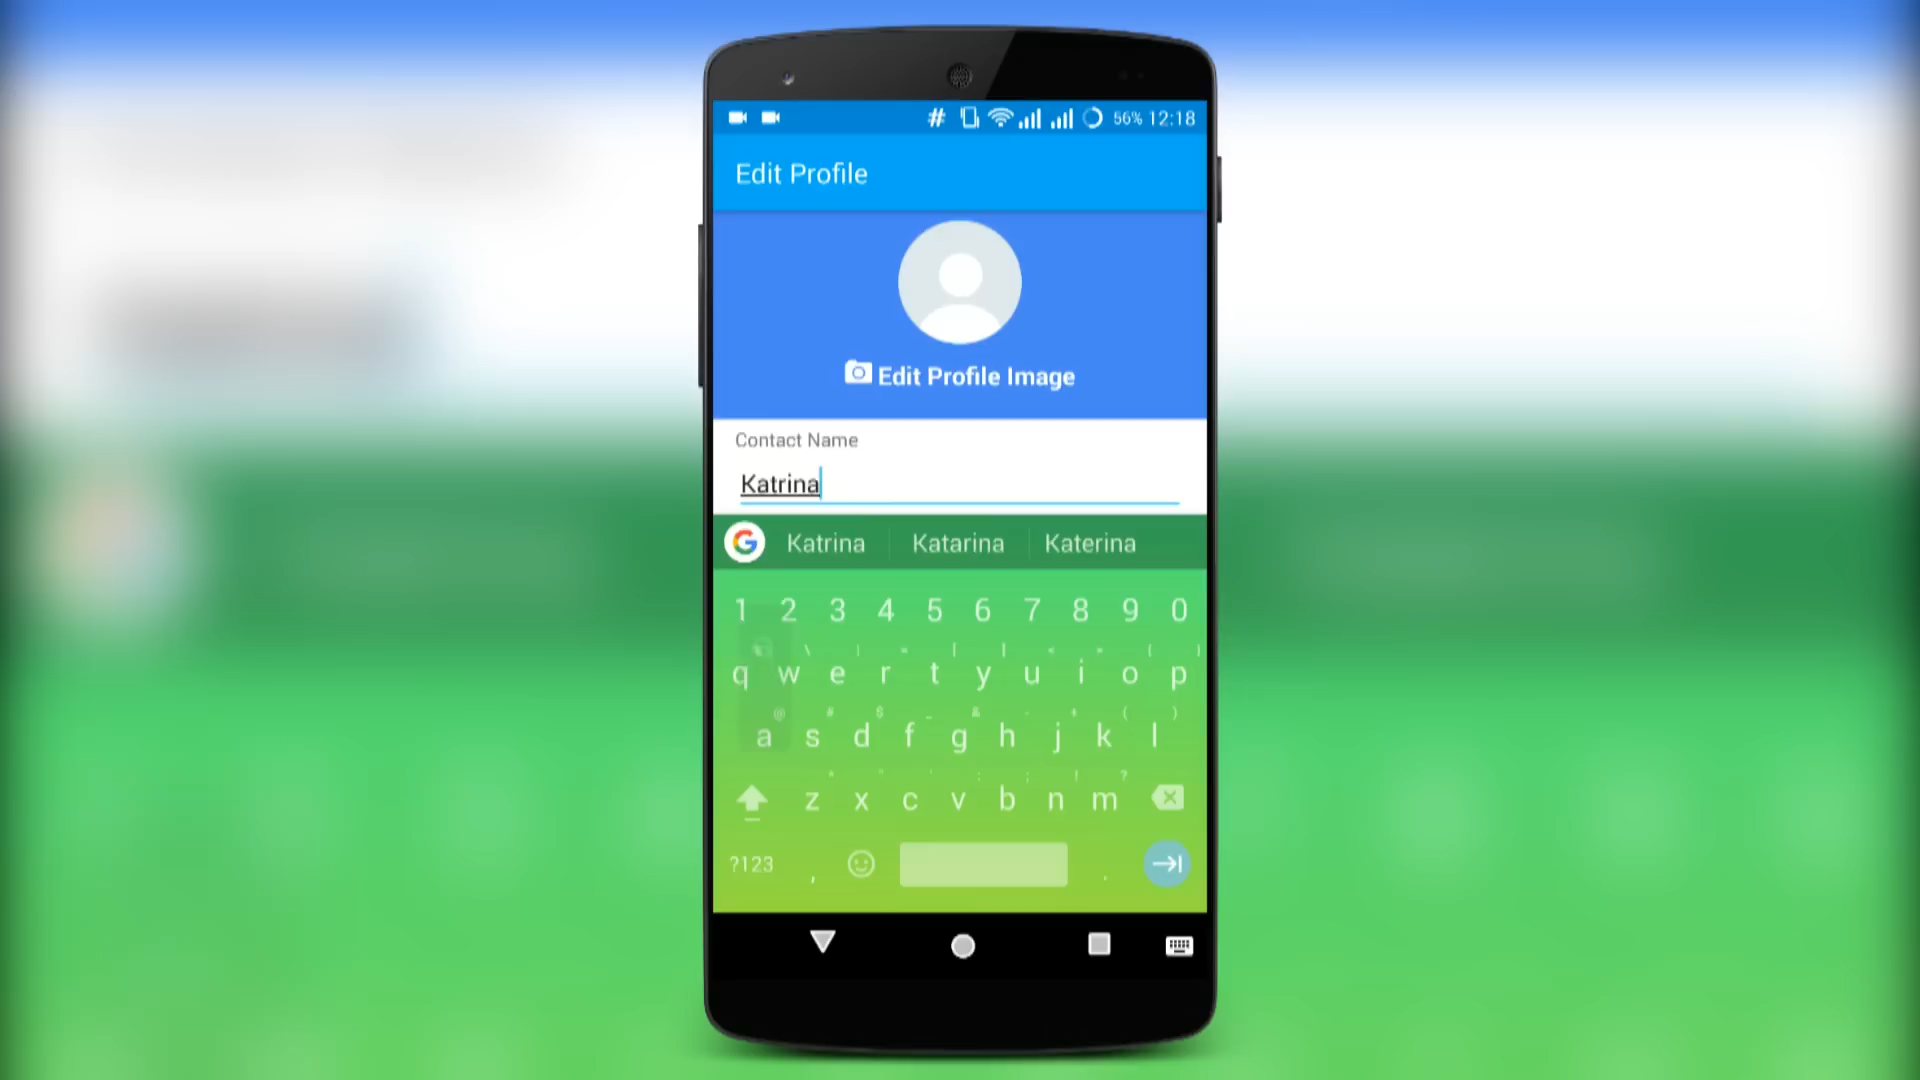 # 56% 12:18
Edit Profile
Edit Profile Image
Contact Name
Katrina
G Katrina Katarina Katerina
1 2 3 4 5 6 7 8 9 0
q w e r t y u i o p
@ # $ _ & - + ( )
a s d f g h j k l
* " ' : ; ! ?
z x c v b n m
?123 , .